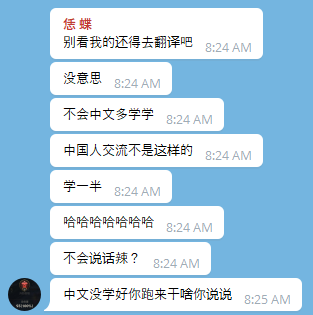 恁 蝶
别看我的还得去翻译吧 8:24 AM
没意思 8:24 AM
不会中文多学学 8:24 AM
中国人交流不是这样的 8:24 AM
学一半 8:24 AM
哈哈哈哈哈哈哈 8:24 AM
不会说话辣？ 8:24 AM
中文没学好你跑来干啥你说说 8:25 AM